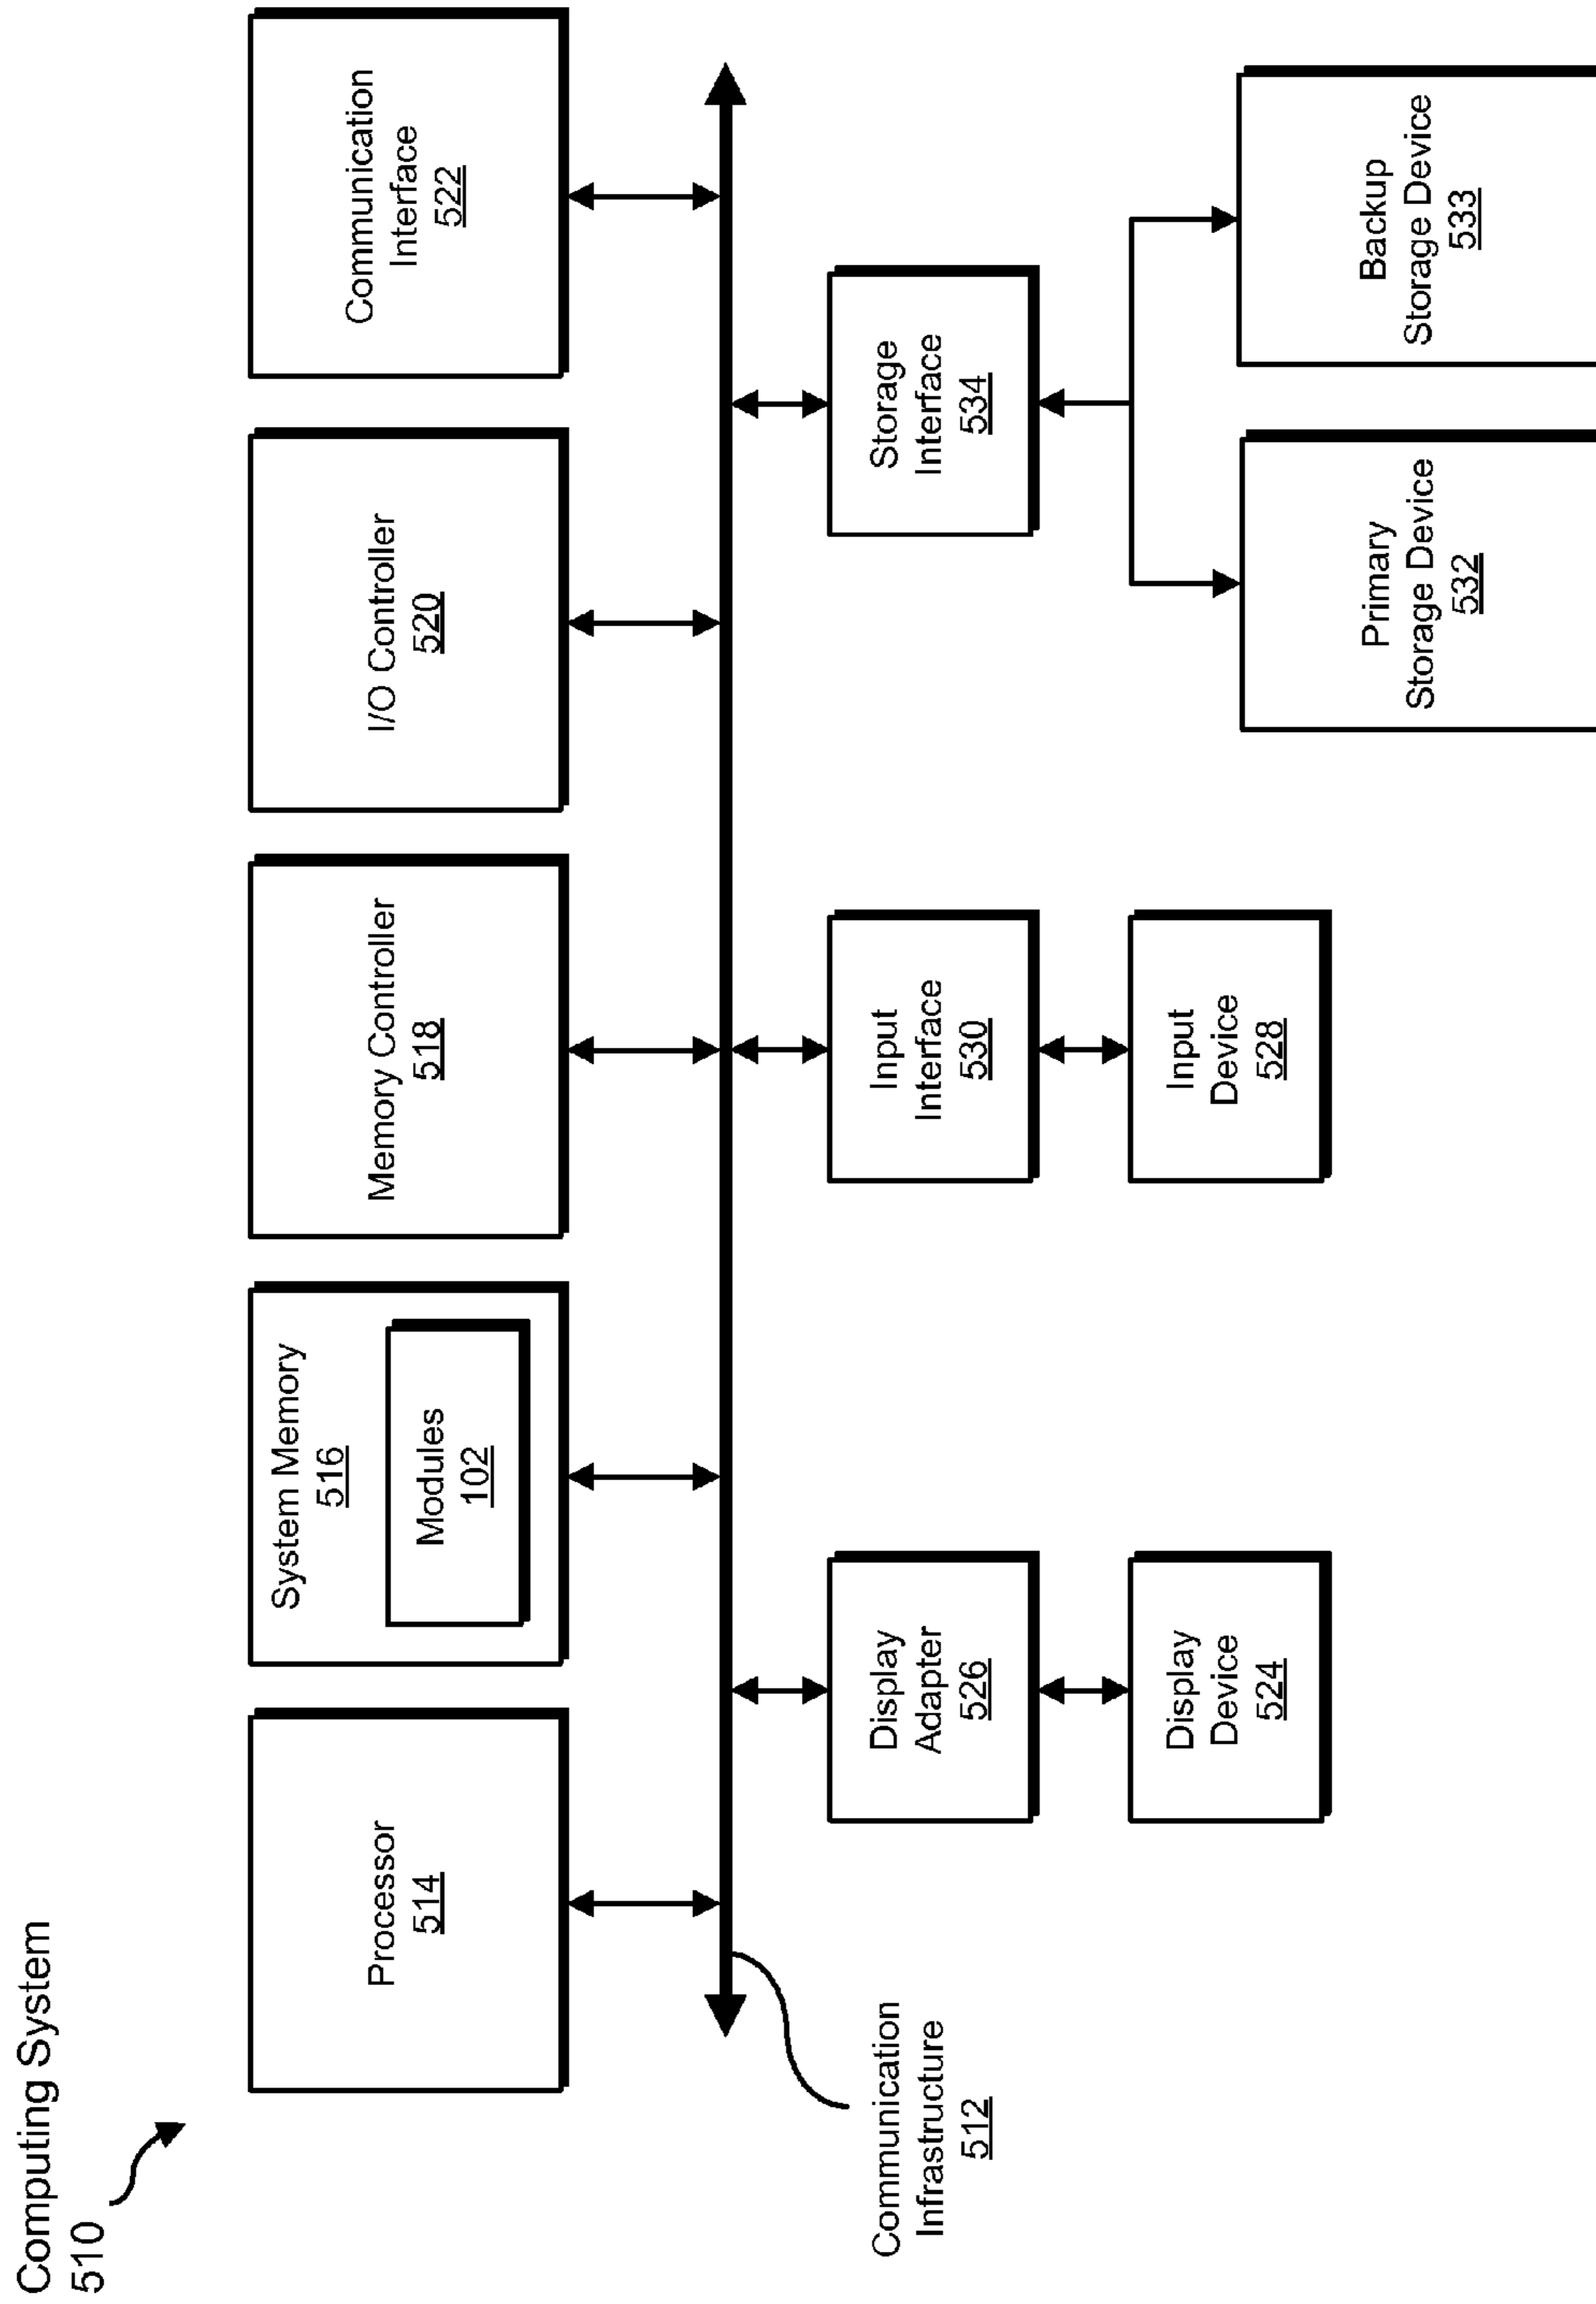 Computing System
510
Processor
514
System Memory
516
Modules
102
Memory Controller
518
I/O Controller
520
Communication
Interface
522
Communication
Infrastructure
512
Display
Adapter
526
Input
Interface
530
Storage
Interface
534
Display
Device
524
Input
Device
528
Primary
Storage Device
532
Backup
Storage Device
533